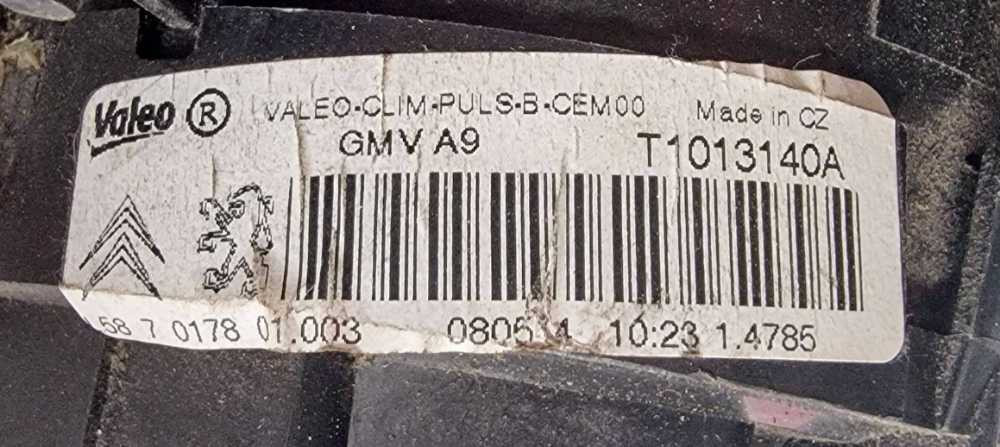 Valeo ® VALEO-CLIM-PULS-B-CEM00 Made in CZ
GMV A9 T1013140A
58 7 0178 01.003 10:23 1.4785